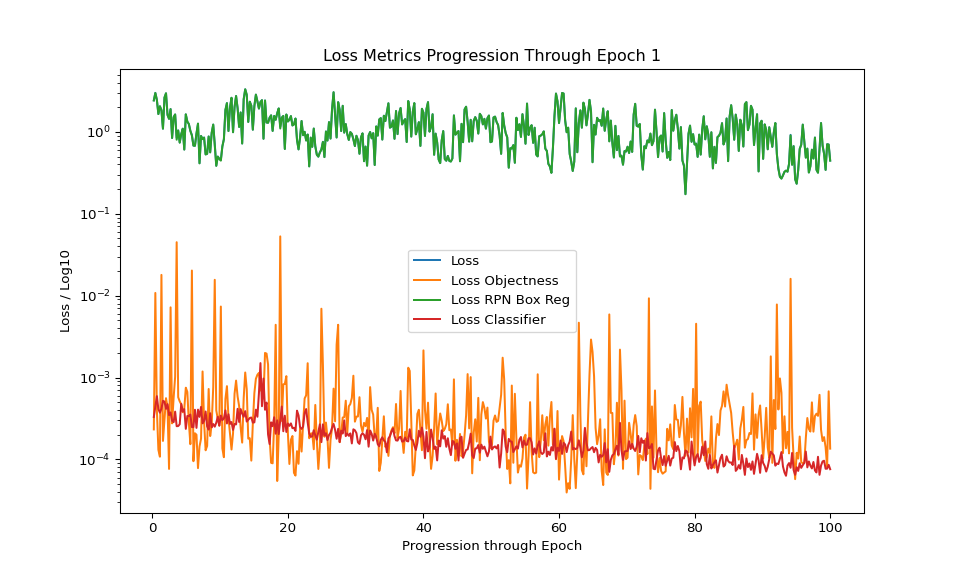 Loss Metrics Progression Through Epoch 1
Loss / Log10
10^0
10^-1
10^-2
10^-3
10^-4
Loss
Loss Objectness
Loss RPN Box Reg
Loss Classifier
0 20 40 60 80 100
Progression through Epoch